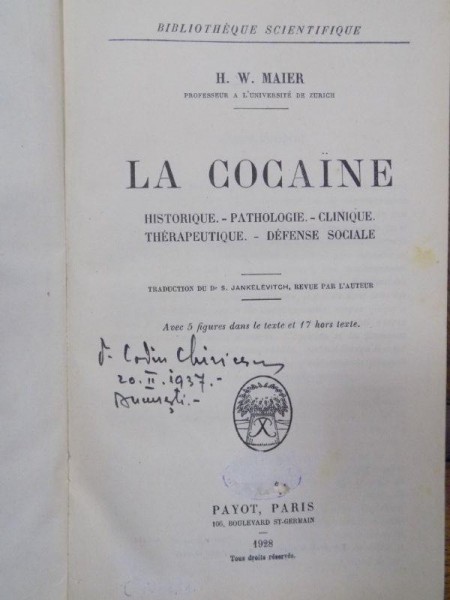 BIBLIOTHÈQUE SCIENTIFIQUE
H. W. MAIER
PROFESSEUR A L'UNIVERSITÉ DE ZURICH
LA COCAÏNE
HISTORIQUE. - PATHOLOGIE. - CLINIQUE.
THÉRAPEUTIQUE. - DÉFENSE SOCIALE
TRADUCTION DU Dr S. JANKELEVITCH, REVUE PAR L'AUTEUR
Avec 5 figures dans le texte et 17 hors texte.
Codin
20.II.1937.-
București.-
PAYOT, PARIS
106, BOULEVARD ST-GERMAIN
1928
Tous droits réservés.